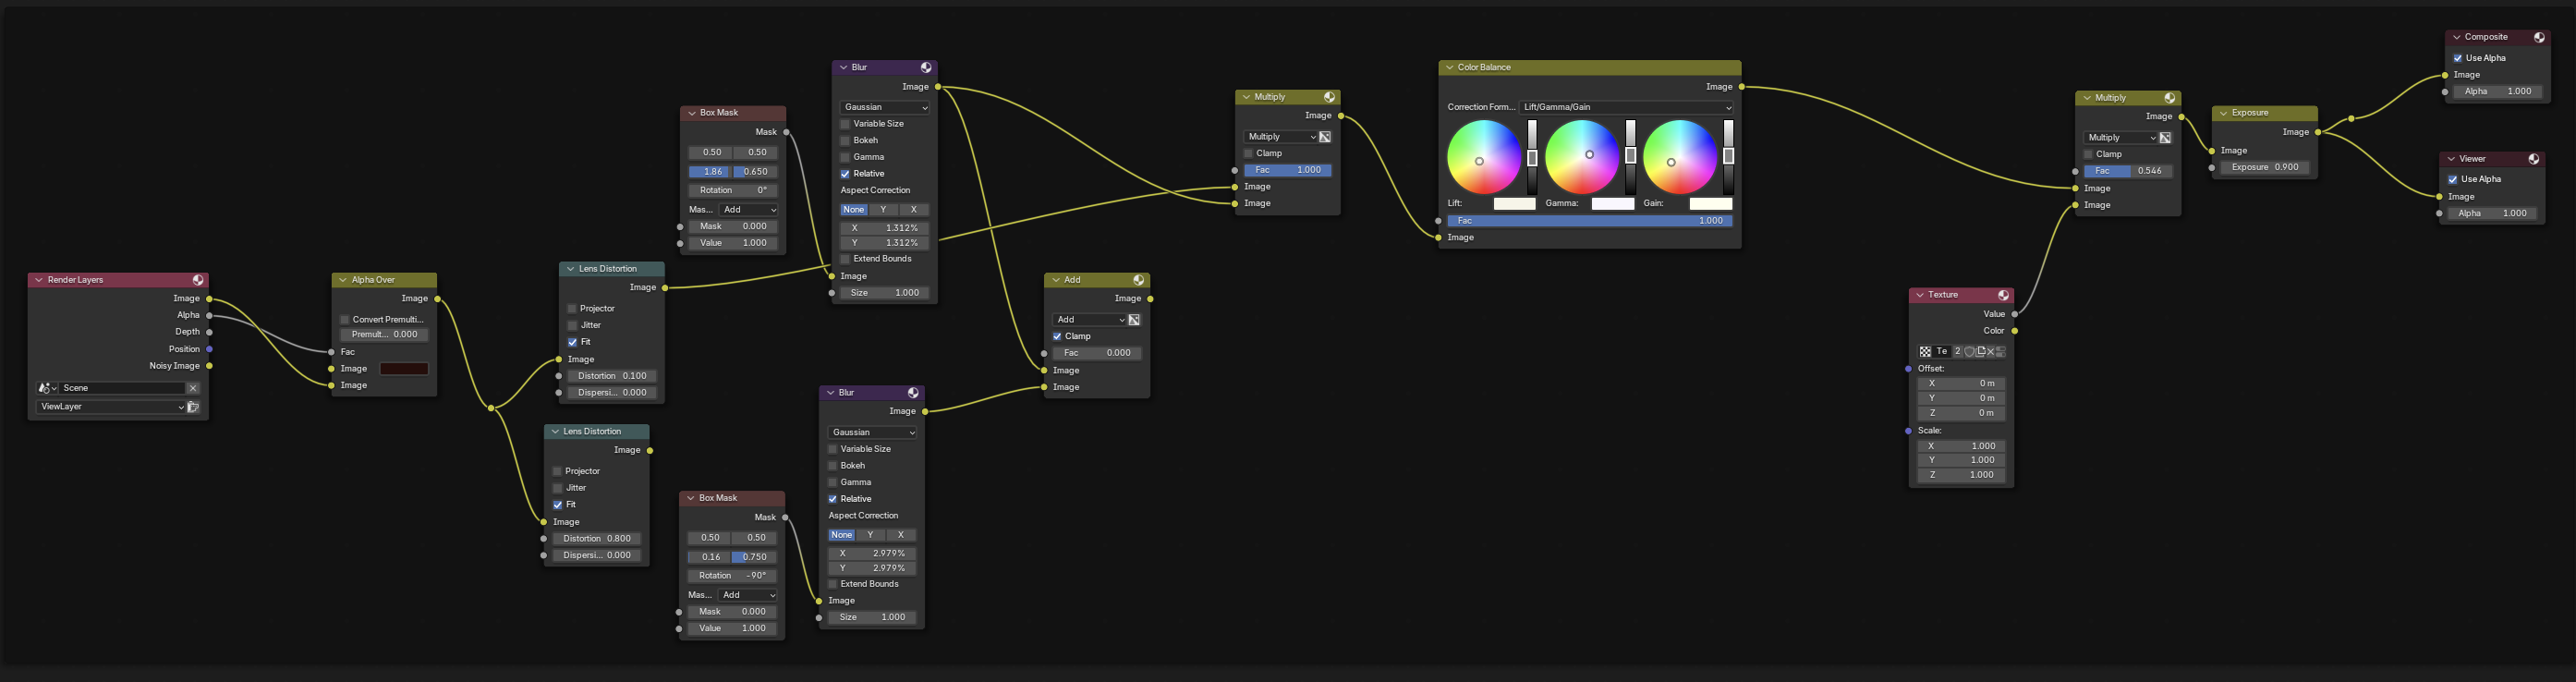 Render Layers
Image
Alpha
Depth
Position
Noisy Image
Scene
ViewLayer
Alpha Over
Image
Convert Premulti...
Premult... 0.000
Fac
Image
Image
Lens Distortion
Image
Projector
Jitter
Fit
Image
Distortion 0.100
Dispersi... 0.000
Lens Distortion
Image
Projector
Jitter
Fit
Image
Distortion 0.800
Dispersi... 0.000
Box Mask
Mask
0.50 0.50
1.86 0.650
Rotation 0°
Mas... Add
Mask 0.000
Value 1.000
Box Mask
Mask
0.50 0.50
0.16 0.750
Rotation -90°
Mas... Add
Mask 0.000
Value 1.000
Blur
Image
Gaussian
Variable Size
Bokeh
Gamma
Relative
Aspect Correction
None Y X
X 1.312%
Y 1.312%
Extend Bounds
Image
Size 1.000
Blur
Image
Gaussian
Variable Size
Bokeh
Gamma
Relative
Aspect Correction
None Y X
X 2.979%
Y 2.979%
Extend Bounds
Image
Size 1.000
Add
Image
Add
Clamp
Fac 0.000
Image
Image
Multiply
Image
Multiply
Clamp
Fac 1.000
Image
Image
Color Balance
Image
Correction Form... Lift/Gamma/Gain
Lift: Gamma: Gain:
Fac 1.000
Image
Texture
Value
Color
Te 2
Offset:
X 0 m
Y 0 m
Z 0 m
Scale:
X 1.000
Y 1.000
Z 1.000
Multiply
Image
Multiply
Clamp
Fac 0.546
Image
Image
Exposure
Image
Image
Exposure 0.900
Composite
Use Alpha
Image
Alpha 1.000
Viewer
Use Alpha
Image
Alpha 1.000